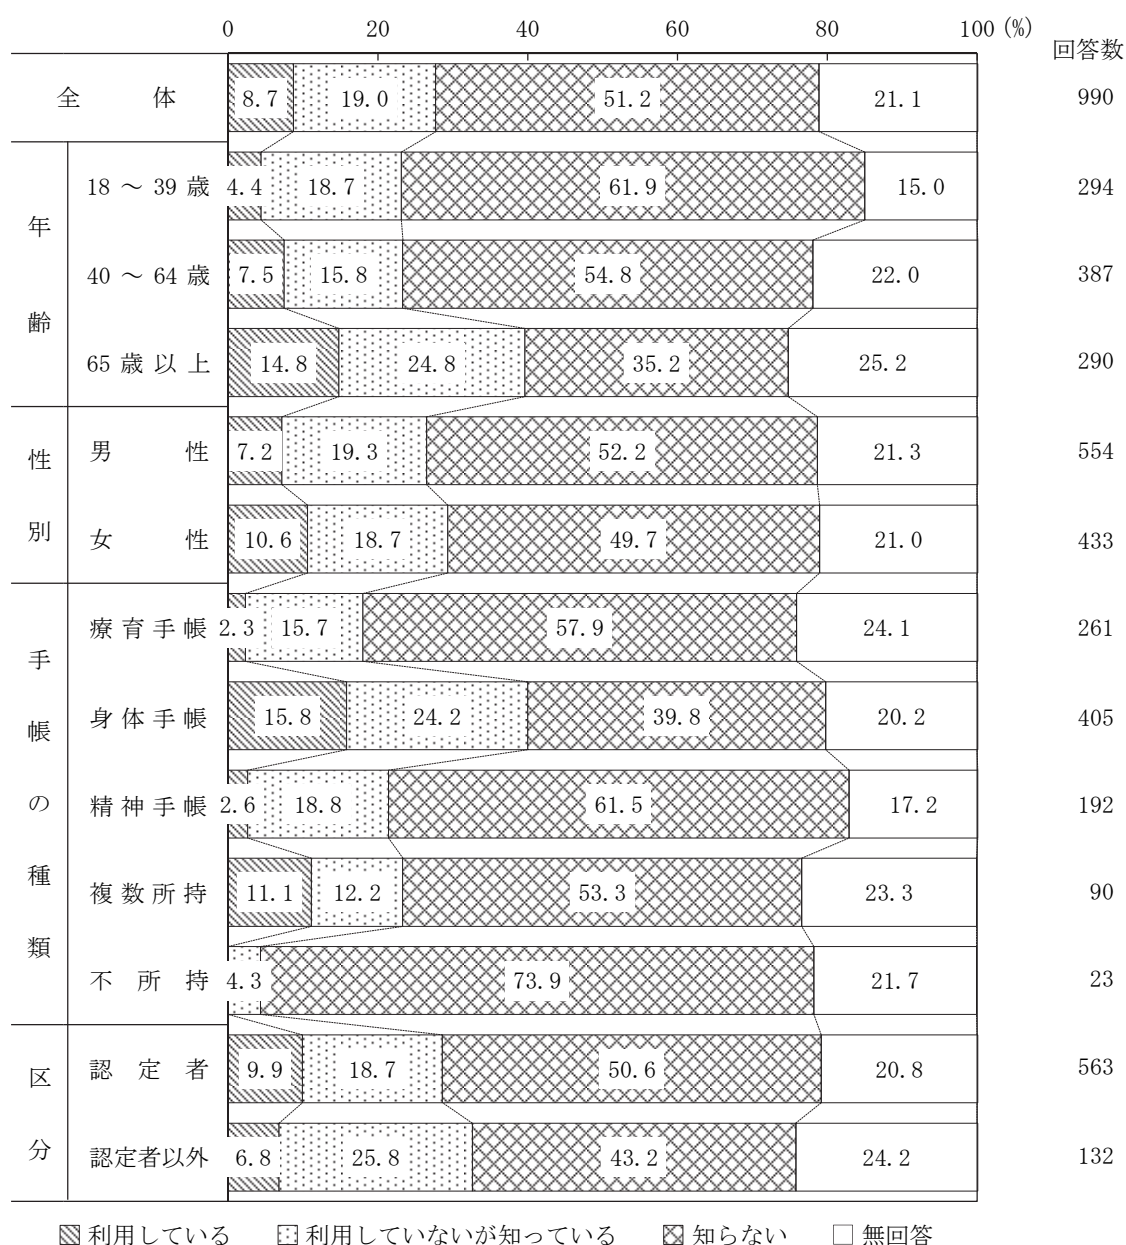 0 20 40 60 80 100 (%)
回答数
全体 8.7 19.0 51.2 21.1 990
年齢
18～39歳 4.4 18.7 61.9 15.0 294
40～64歳 7.5 15.8 54.8 22.0 387
65歳以上 14.8 24.8 35.2 25.2 290
性別
男性 7.2 19.3 52.2 21.3 554
女性 10.6 18.7 49.7 21.0 433
手帳の種類
療育手帳 2.3 15.7 57.9 24.1 261
身体手帳 15.8 24.2 39.8 20.2 405
精神手帳 2.6 18.8 61.5 17.2 192
複数所持 11.1 12.2 53.3 23.3 90
不所持 4.3 73.9 21.7 23
区分
認定者 9.9 18.7 50.6 20.8 563
認定者以外 6.8 25.8 43.2 24.2 132
利用している 利用していないが知っている 知らない 無回答